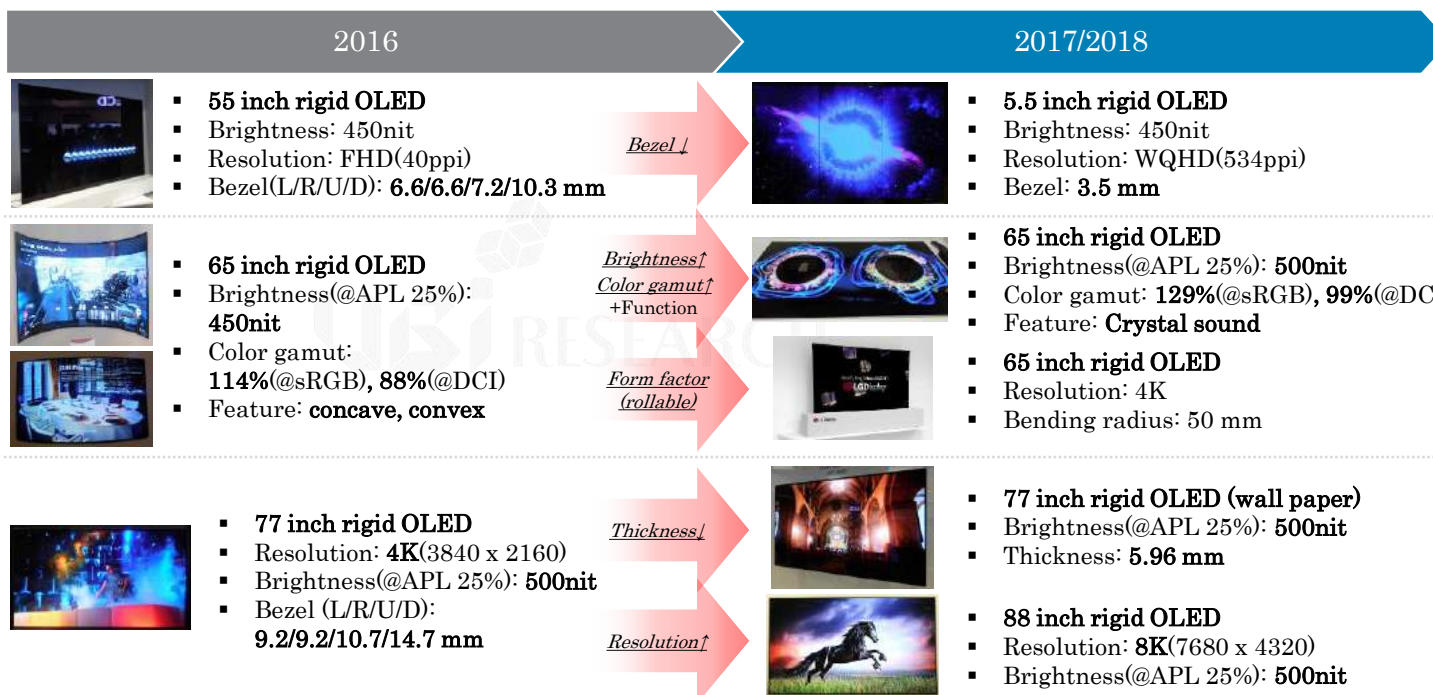 2016
2017/2018
▪ 55 inch rigid OLED
▪ Brightness: 450nit
▪ Resolution: FHD(40ppi)
▪ Bezel(L/R/U/D): 6.6/6.6/7.2/10.3 mm
Bezel ↓
▪ 5.5 inch rigid OLED
▪ Brightness: 450nit
▪ Resolution: WQHD(534ppi)
▪ Bezel: 3.5 mm
▪ 65 inch rigid OLED
▪ Brightness(@APL 25%):
450nit
▪ Color gamut:
114%(@sRGB), 88%(@DCI)
▪ Feature: concave, convex
Brightness↑
Color gamut↑
+Function
Form factor
(rollable)
▪ 65 inch rigid OLED
▪ Brightness(@APL 25%): 500nit
▪ Color gamut: 129%(@sRGB), 99%(@DC
▪ Feature: Crystal sound
▪ 65 inch rigid OLED
▪ Resolution: 4K
▪ Bending radius: 50 mm
UBI RESEARCH
LG Display
▪ 77 inch rigid OLED
▪ Resolution: 4K(3840 x 2160)
▪ Brightness(@APL 25%): 500nit
▪ Bezel (L/R/U/D):
9.2/9.2/10.7/14.7 mm
Thickness↓
Resolution↑
▪ 77 inch rigid OLED (wall paper)
▪ Brightness(@APL 25%): 500nit
▪ Thickness: 5.96 mm
▪ 88 inch rigid OLED
▪ Resolution: 8K(7680 x 4320)
▪ Brightness(@APL 25%): 500nit